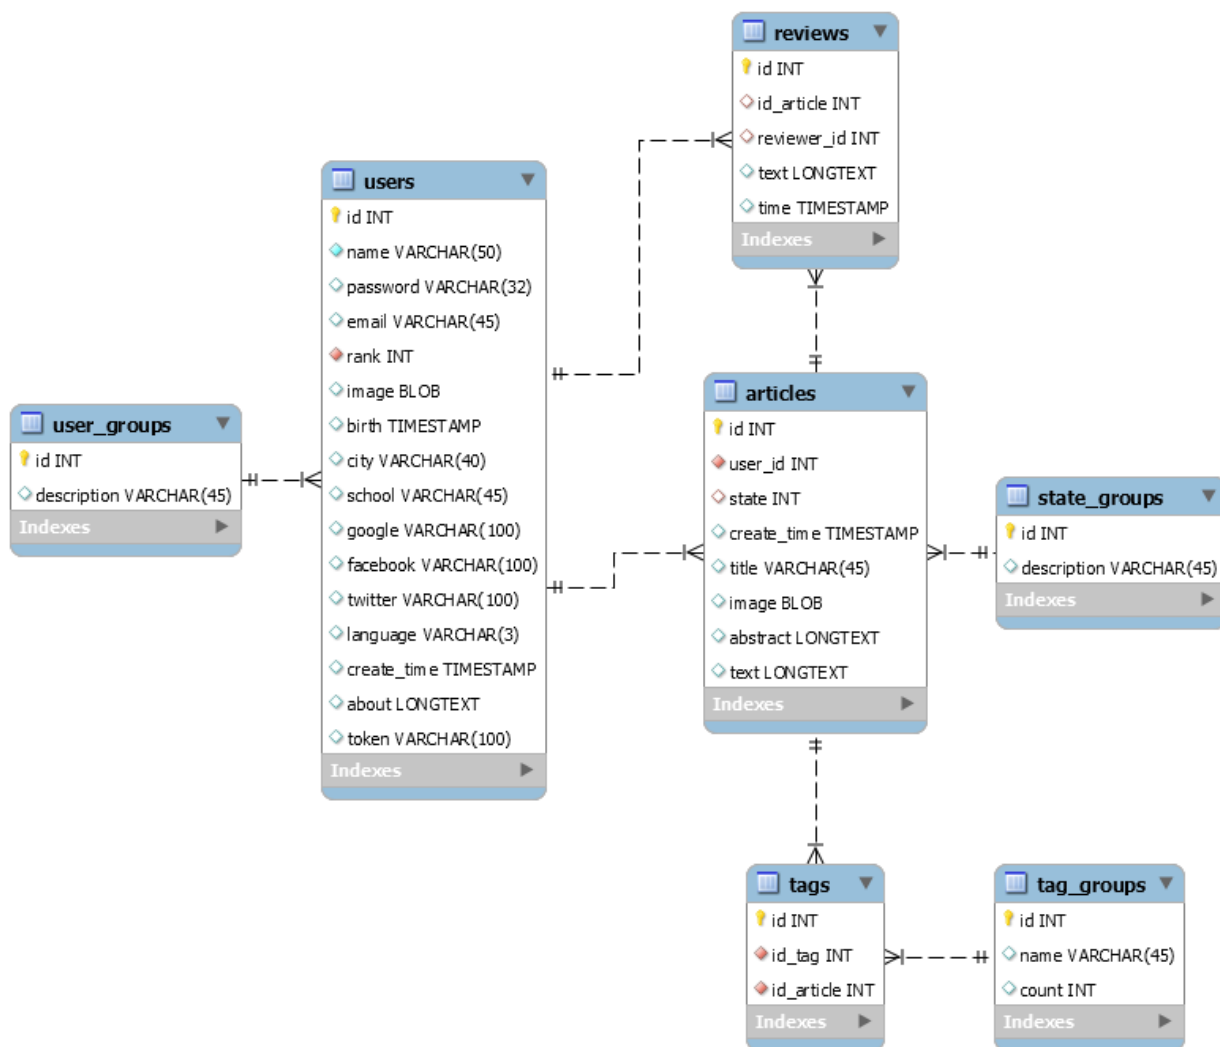 reviews
id INT
id_article INT
reviewer_id INT
text LONGTEXT
time TIMESTAMP
Indexes
users
id INT
name VARCHAR(50)
password VARCHAR(32)
email VARCHAR(45)
rank INT
image BLOB
birth TIMESTAMP
city VARCHAR(40)
school VARCHAR(45)
google VARCHAR(100)
facebook VARCHAR(100)
twitter VARCHAR(100)
language VARCHAR(3)
create_time TIMESTAMP
about LONGTEXT
token VARCHAR(100)
Indexes
user_groups
id INT
description VARCHAR(45)
Indexes
articles
id INT
user_id INT
state INT
create_time TIMESTAMP
title VARCHAR(45)
image BLOB
abstract LONGTEXT
text LONGTEXT
Indexes
state_groups
id INT
description VARCHAR(45)
Indexes
tags
id INT
id_tag INT
id_article INT
Indexes
tag_groups
id INT
name VARCHAR(45)
count INT
Indexes